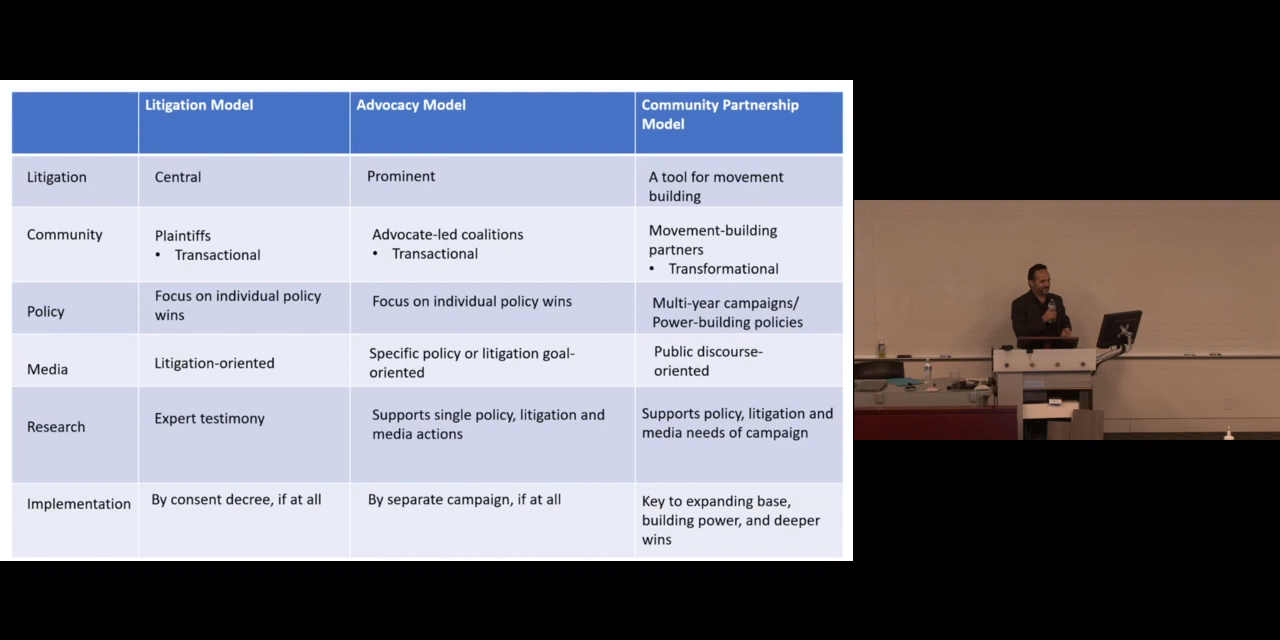 Litigation Model
Advocacy Model
Community Partnership
Model
Litigation
Central
Prominent
A tool for movement
building
Community
Plaintiffs
• Transactional
Advocate-led coalitions
• Transactional
Movement-building
partners
• Transformational
Policy
Focus on individual policy
wins
Focus on individual policy wins
Multi-year campaigns/
Power-building policies
Media
Litigation-oriented
Specific policy or litigation goal-
oriented
Public discourse-
oriented
Research
Expert testimony
Supports single policy, litigation and
media actions
Supports policy, litigation and
media needs of campaign
Implementation
By consent decree, if at all
By separate campaign, if at all
Key to expanding base,
building power, and deeper
wins